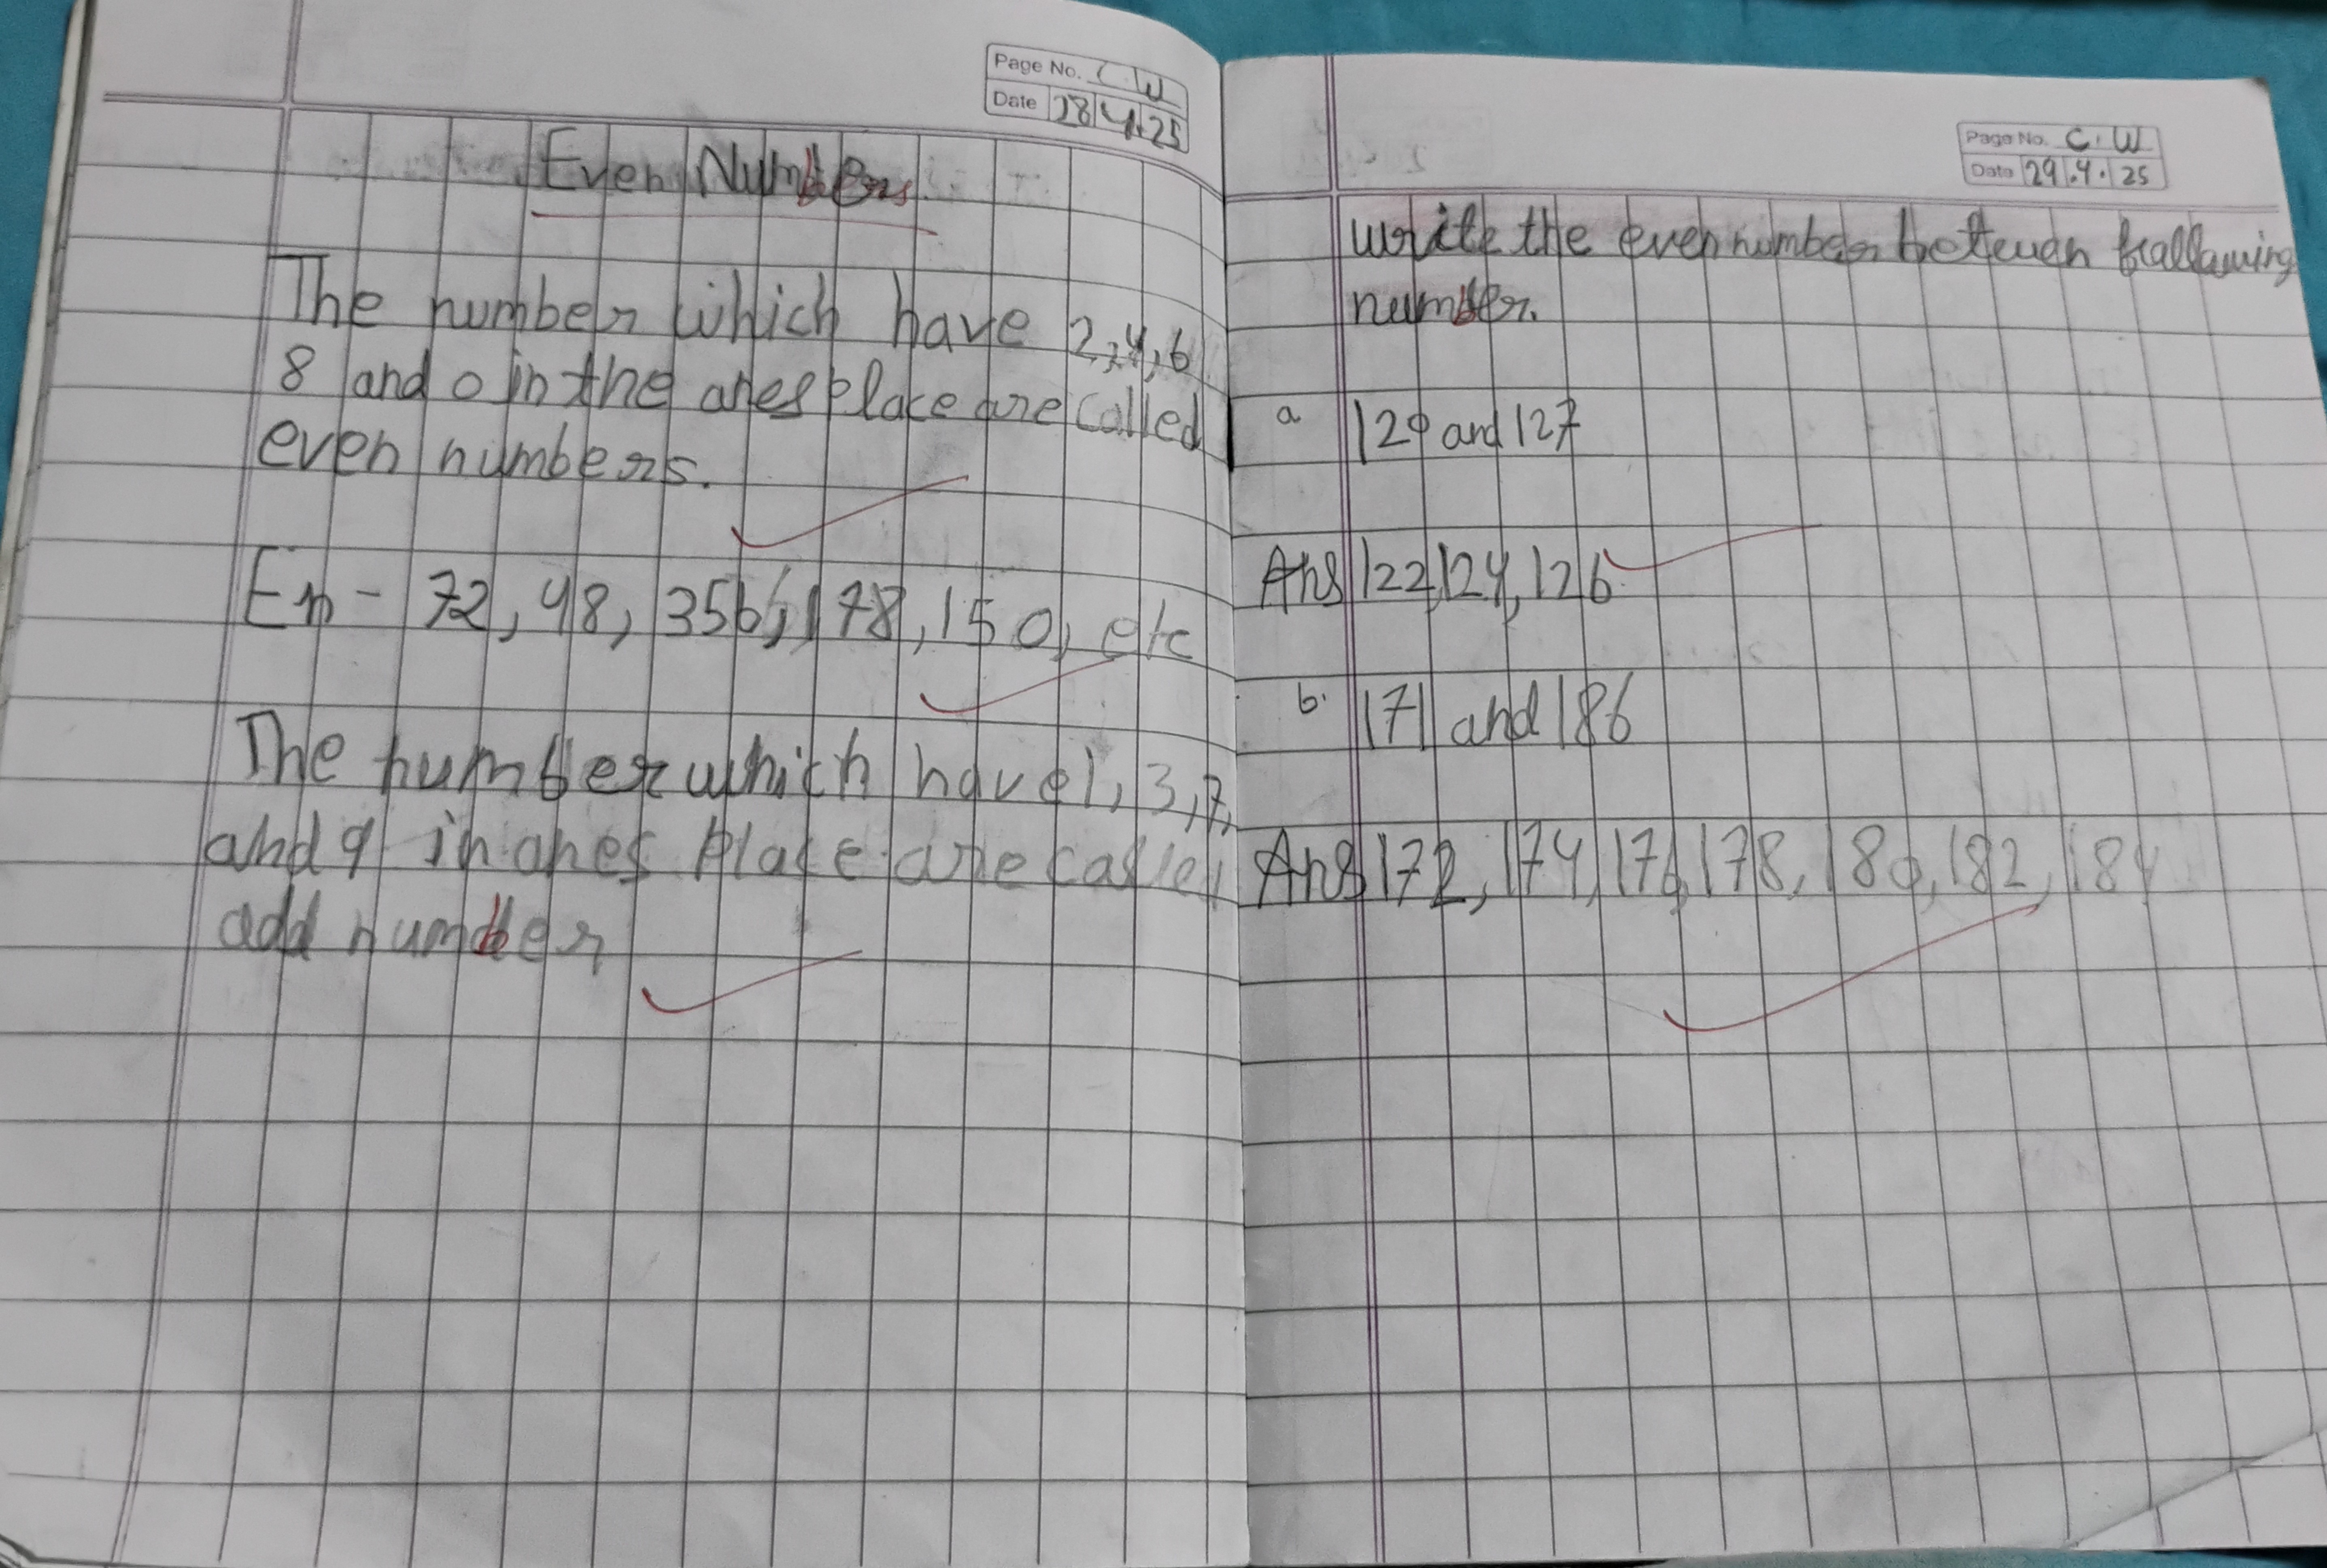 Page No. C.W
Date 28 4.25
Even Numbers
The number which have 2,4,6
8 and 0 in the ones place are called
even numbers.
En - 72, 48, 356, 178, 150, etc
The number which have 1, 3, 7,
and 9 in ones place are called
add number
Page No. C.W
Date 29.4.25
write the even number between fallawing
number.
a 120 and 127
Ans 122,124,126
b. 171 and 186
Ans 172, 174, 176, 178, 180, 182, 184